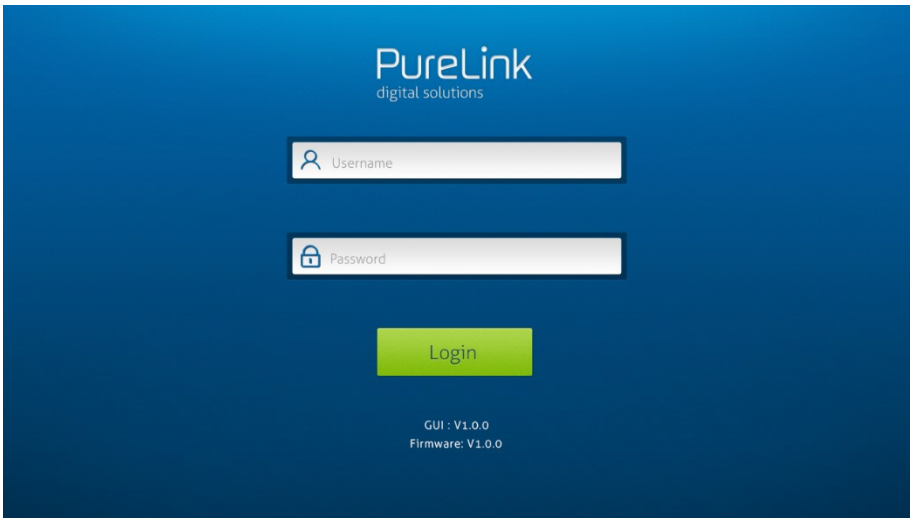 PureLink
digital solutions
Username
Password
Login
GUI : V1.0.0
Firmware: V1.0.0